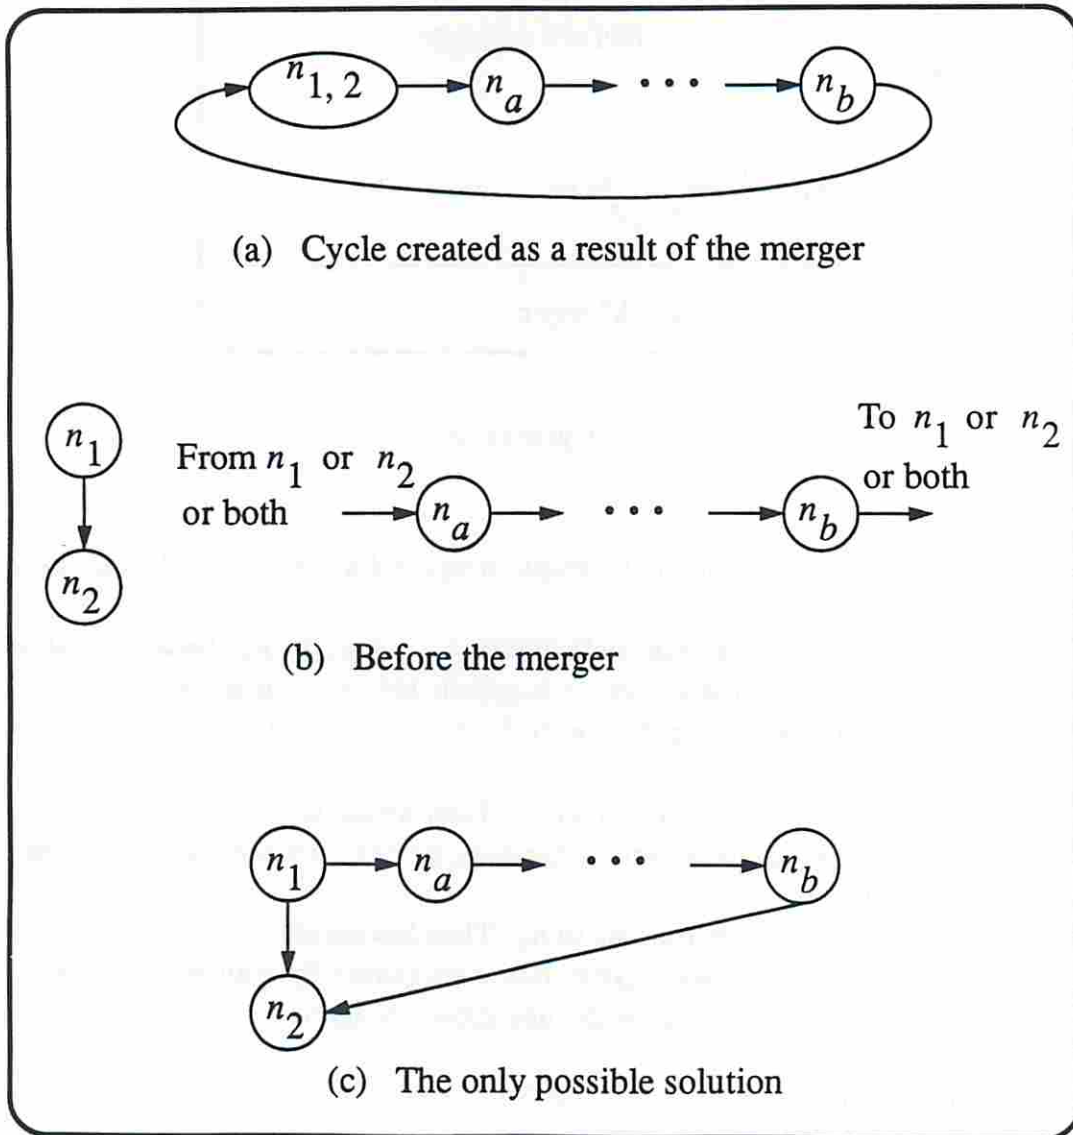 n1, 2 na • • • nb
(a) Cycle created as a result of the merger
n1
n2
From n1 or n2
or both
na • • • nb
To n1 or n2
or both
(b) Before the merger
n1 na • • • nb
n2
(c) The only possible solution